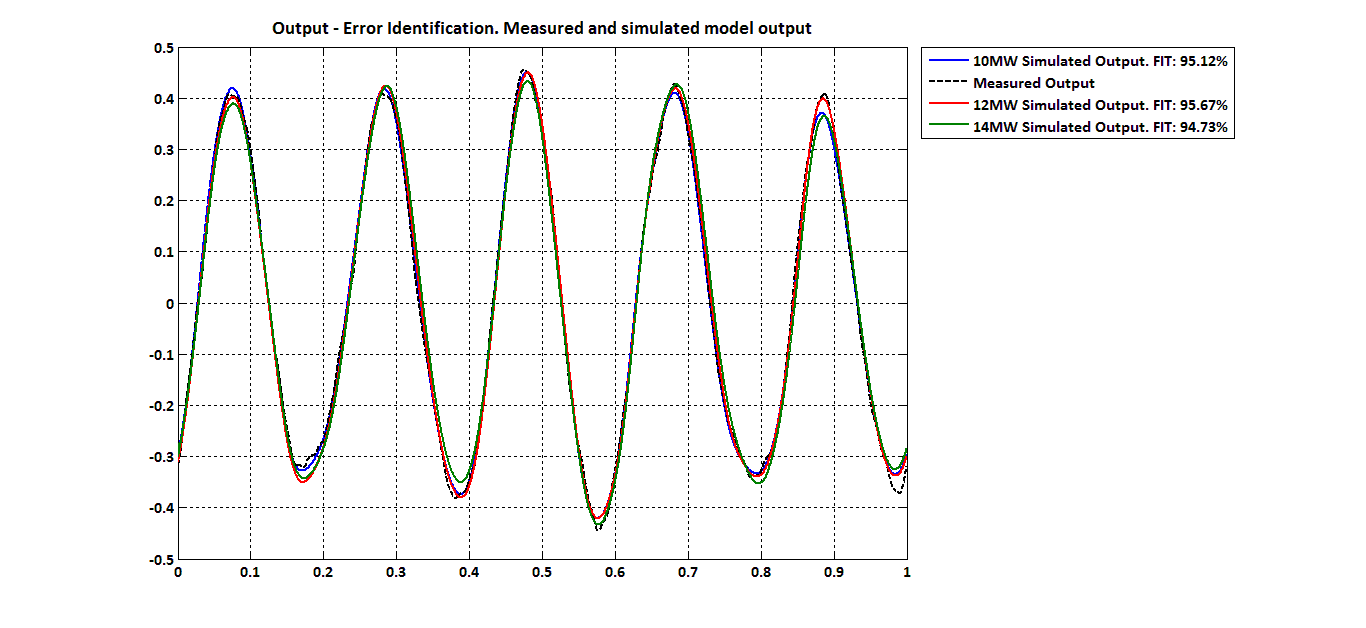 Output - Error Identification. Measured and simulated model output
0.5
0.4
0.3
0.2
0.1
0
-0.1
-0.2
-0.3
-0.4
-0.5
0 0.1 0.2 0.3 0.4 0.5 0.6 0.7 0.8 0.9 1
10MW Simulated Output. FIT: 95.12%
Measured Output
12MW Simulated Output. FIT: 95.67%
14MW Simulated Output. FIT: 94.73%